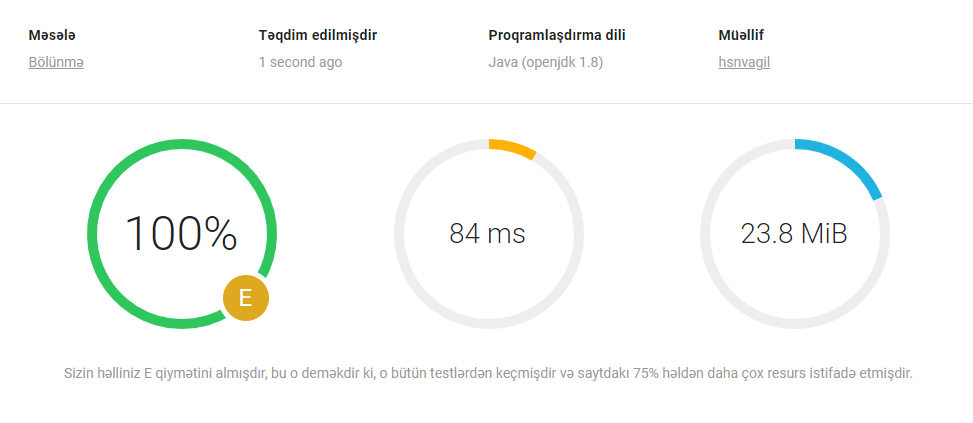 Məsələ Təqdim edilmişdir Proqramlaşdırma dili Müəllif
Bölünmə 1 second ago Java (openjdk 1.8) hsnvagil
100% 84 ms 23.8 MiB
E
Sizin həlliniz E qiymətini almışdır, bu o deməkdir ki, o bütün testlərdən keçmişdir və saytdakı 75% həldən daha çox resurs istifadə etmişdir.